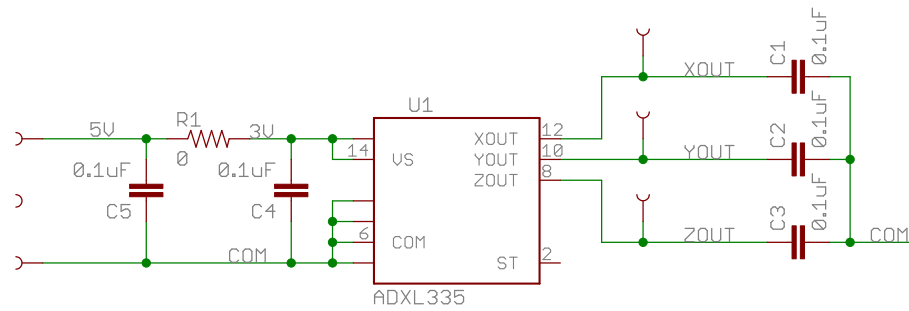 U1
5V
R1
0
3V
0.1uF
C5
0.1uF
C4
COM
14
VS
6
COM
XOUT
12
YOUT
10
ZOUT
8
ST
2
ADXL335
XOUT
C1
0.1uF
YOUT
C2
0.1uF
ZOUT
C3
0.1uF
COM